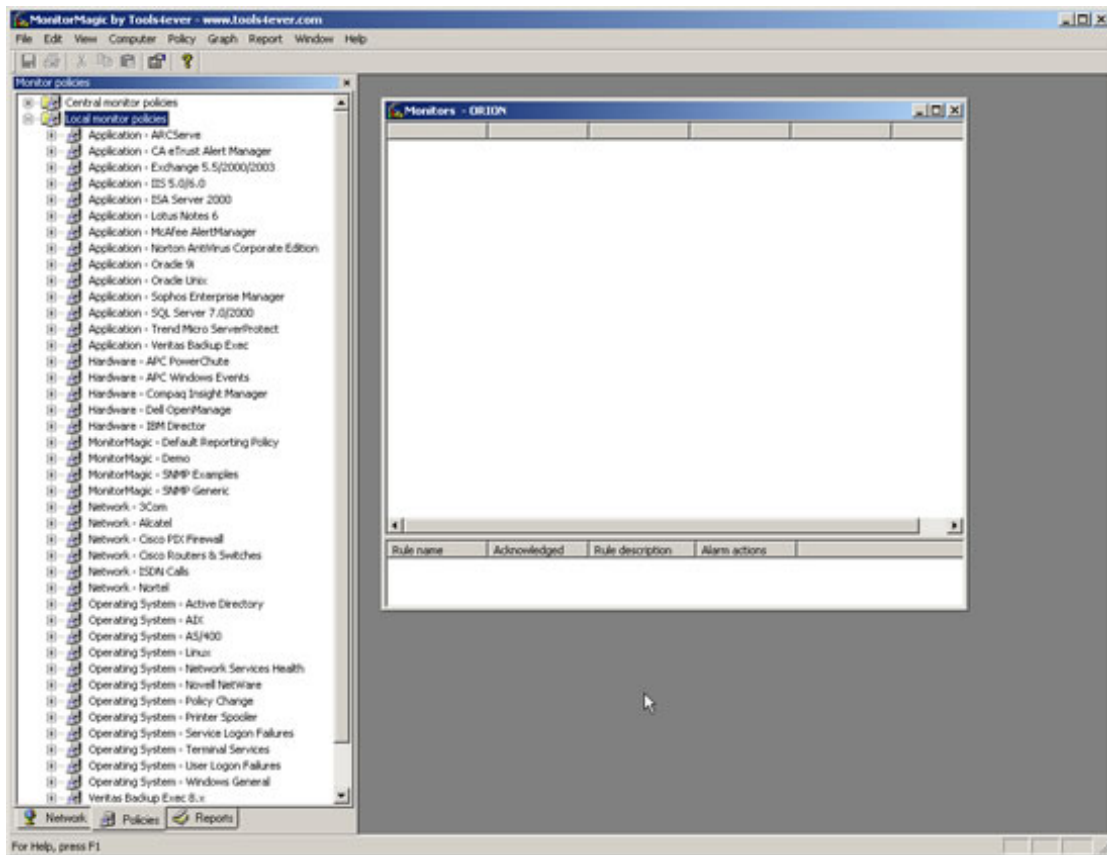 MonitorMagic by Tools4ever - www.tools4ever.com
File Edit View Computer Policy Graph Report Window Help
Monitor policies
Central monitor policies
Local monitor policies
Application - ARCServe
Application - CA eTrust Alert Manager
Application - Exchange 5.5/2000/2003
Application - IIS 5.0/6.0
Application - ISA Server 2000
Application - Lotus Notes 6
Application - McAfee AlertManager
Application - Norton AntiVirus Corporate Edition
Application - Oracle 9i
Application - Oracle Unix
Application - Sophos Enterprise Manager
Application - SQL Server 7.0/2000
Application - Trend Micro ServerProtect
Application - Veritas Backup Exec
Hardware - APC PowerChute
Hardware - APC Windows Events
Hardware - Compaq Insight Manager
Hardware - Dell OpenManage
Hardware - IBM Director
MonitorMagic - Default Reporting Policy
MonitorMagic - Demo
MonitorMagic - SNMP Examples
MonitorMagic - SNMP Generic
Network - 3Com
Network - Alcatel
Network - Cisco PIX Firewall
Network - Cisco Routers & Switches
Network - ISDN Calls
Network - Nortel
Operating System - Active Directory
Operating System - AIX
Operating System - AS/400
Operating System - Linux
Operating System - Network Services Health
Operating System - Novell NetWare
Operating System - Policy Change
Operating System - Printer Spooler
Operating System - Service Logon Failures
Operating System - Terminal Services
Operating System - User Logon Failures
Operating System - Windows General
Veritas Backup Exec 8.x
Network Policies Reports
Monitors - ORION
Rule name Acknowledged Rule description Alarm actions
For Help, press F1